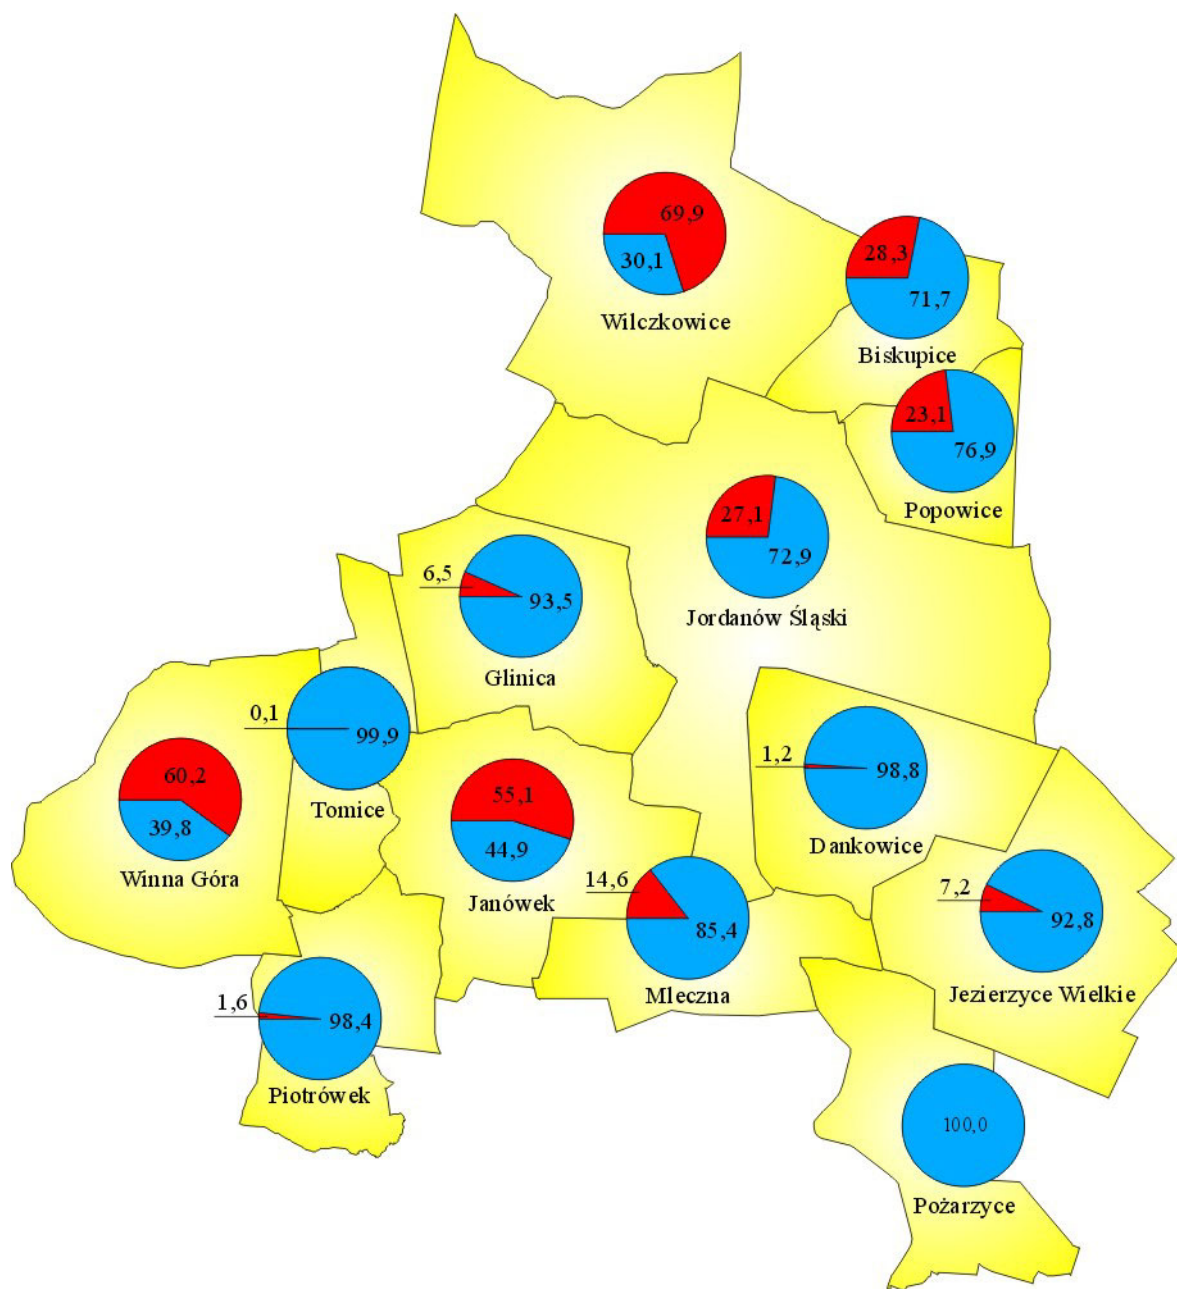 69,9
30,1
Wilczkowice
28,3
71,7
Biskupice
23,1
76,9
Popowice
27,1
72,9
Jordanów Śląski
6,5
93,5
Glinica
0,1
99,9
Tomice
60,2
39,8
Winna Góra
55,1
44,9
Janówek
1,2
98,8
Dankowice
14,6
85,4
Mleczna
7,2
92,8
Jezierzyce Wielkie
1,6
98,4
Piotrówek
100,0
Pożarzyce